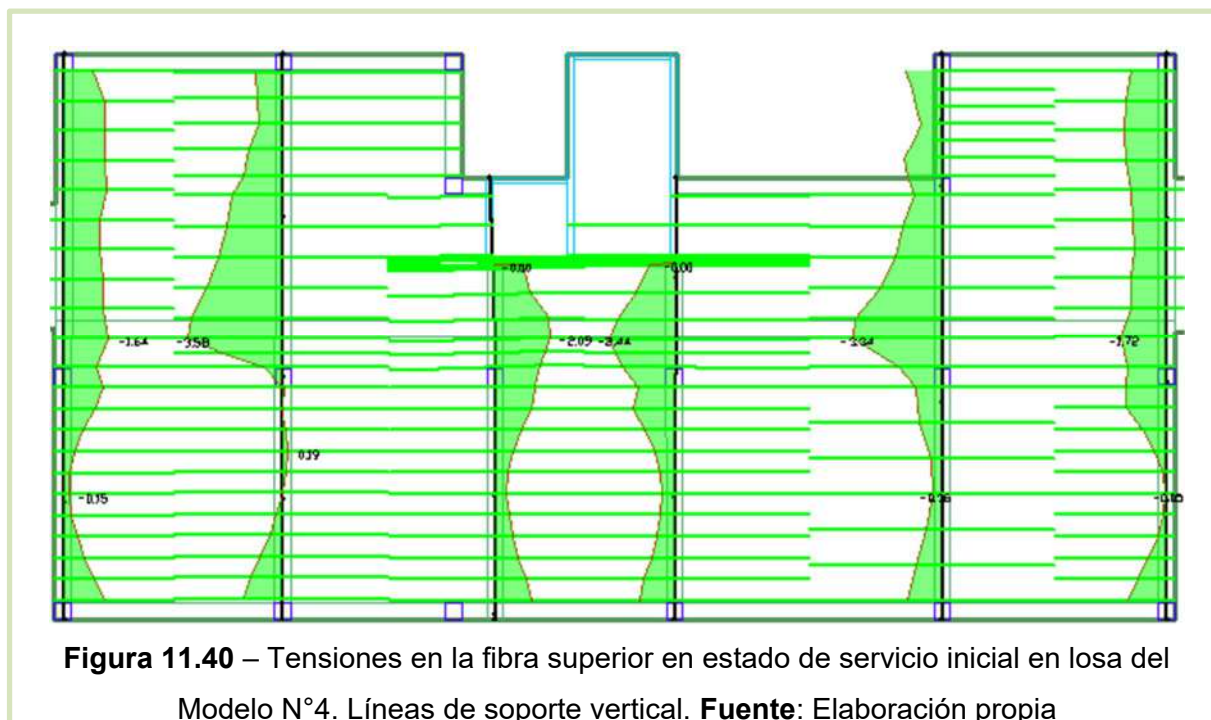 -0.00 -0.00
-1.64 -3.58 -2.09 -1.72
0.19
-0.15
Figura 11.40 – Tensiones en la fibra superior en estado de servicio inicial en losa del
Modelo N°4. Líneas de soporte vertical. Fuente: Elaboración propia